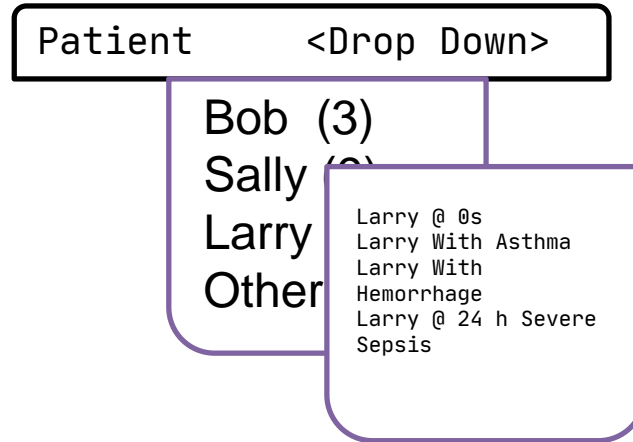 Patient <Drop Down>
Bob (3)
Sally
Larry
Other
Larry @ 0s
Larry With Asthma
Larry With
Hemorrhage
Larry @ 24 h Severe
Sepsis